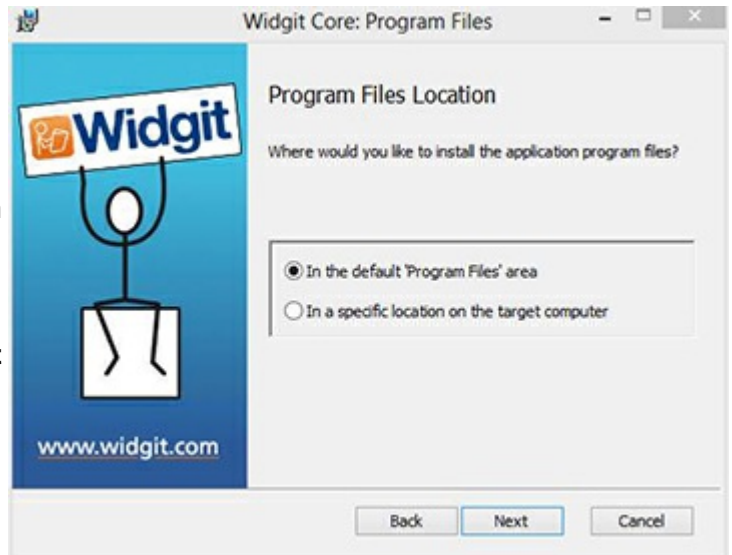 Widgit Core: Program Files
Widgit
Program Files Location
Where would you like to install the application program files?
In the default 'Program Files' area
In a specific location on the target computer
www.widgit.com
Back Next Cancel